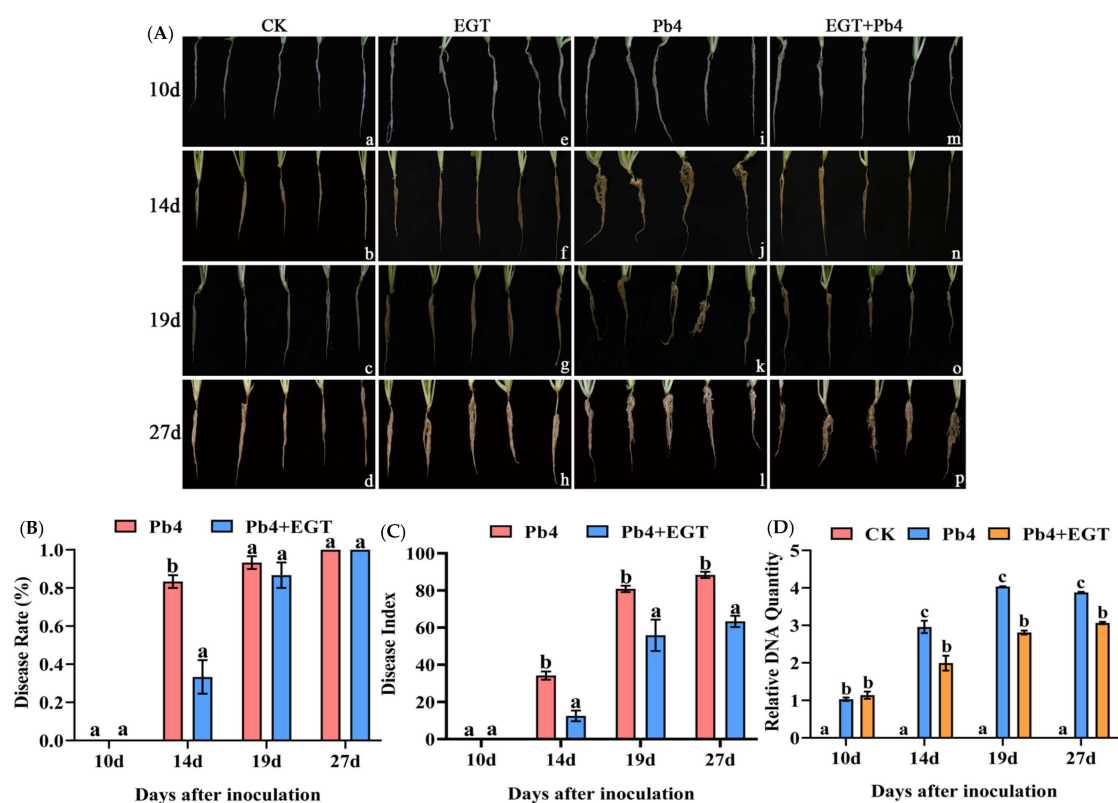 (A)
CK EGT Pb4 EGT+Pb4
10d
a e i m
14d
b f j n
19d
c g k o
27d
d h l p
(B)
Pb4 Pb4+EGT
Disease Rate (%)
1.0
0.8
0.6
0.4
0.2
0.0
a a b a a a a a
10d 14d 19d 27d
Days after inoculation
(C)
Pb4 Pb4+EGT
Disease Index
100
80
60
40
20
0
a a b a b a b a
10d 14d 19d 27d
Days after inoculation
(D)
CK Pb4 Pb4+EGT
Relative DNA Quantity
5
4
3
2
1
0
a b b a c b a c b a c b
10d 14d 19d 27d
Days after inoculation